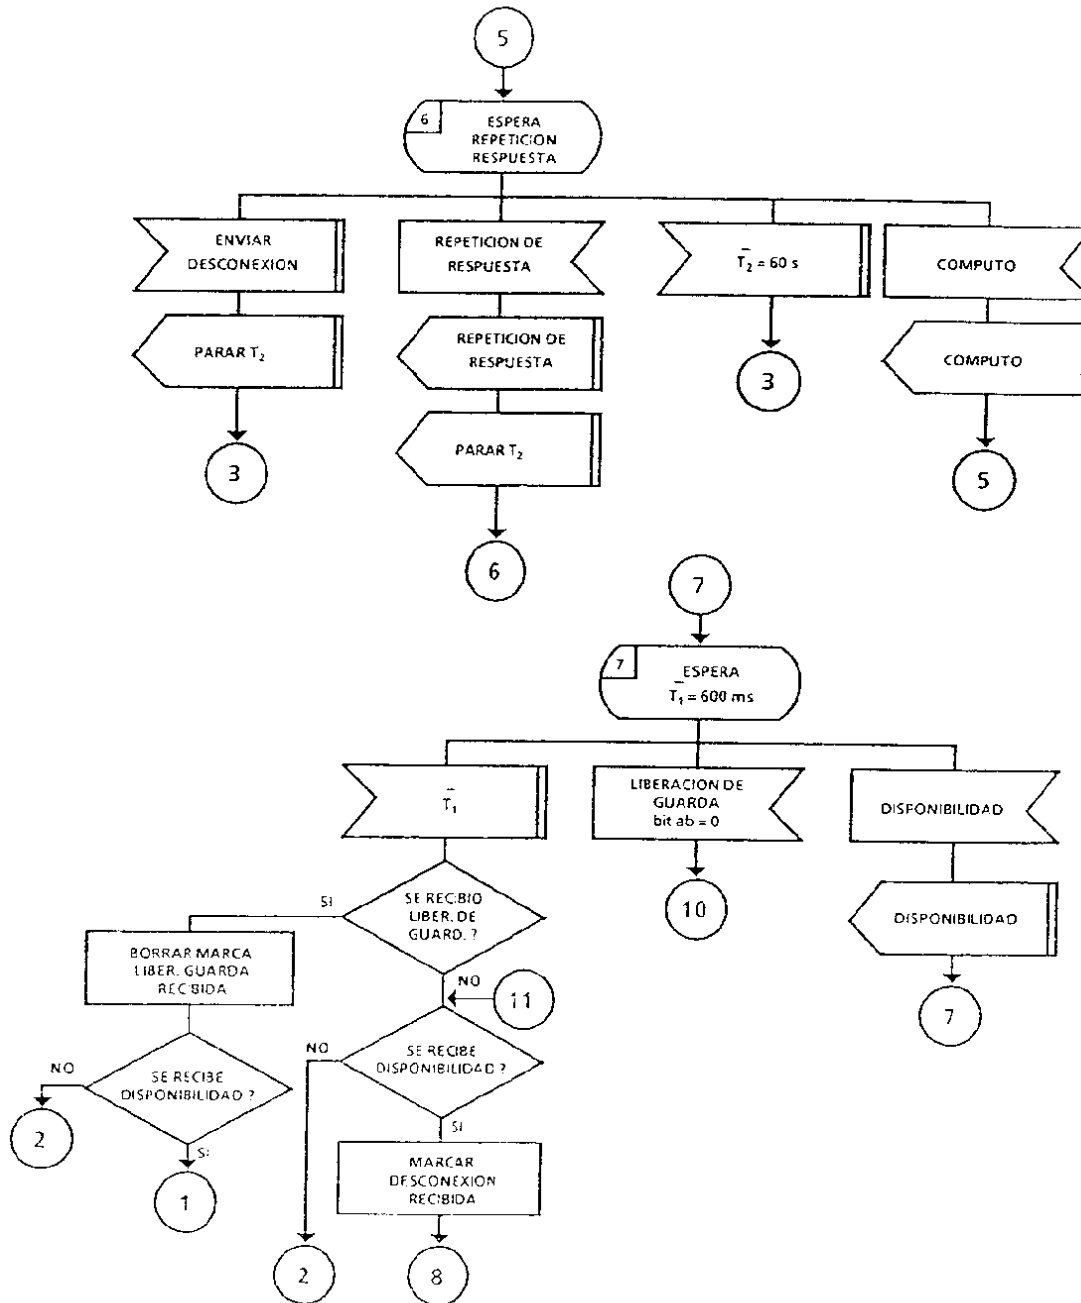 5
6
ESPERA
REPETICION
RESPUESTA
ENVIAR
DESCONEXION
REPETICION DE
RESPUESTA
T₂ = 60 s
COMPUTO
PARAR T₂
REPETICION DE
RESPUESTA
3
COMPUTO
3
PARAR T₂
5
6
7
7
ESPERA
T₁ = 600 ms
T₁
LIBERACION DE
GUARDA
bit ab = 0
DISPONIBILIDAD
SI
SE RECIBIO
LIBER. DE
GUARD. ?
10
DISPONIBILIDAD
BORRAR MARCA
LIBER. GUARDA
RECIBIDA
NO
11
7
NO
SE RECIBE
DISPONIBILIDAD ?
NO
SE RECIBE
DISPONIBILIDAD ?
2
SI
1
SI
MARCAR
DESCONEXION
RECIBIDA
2
8